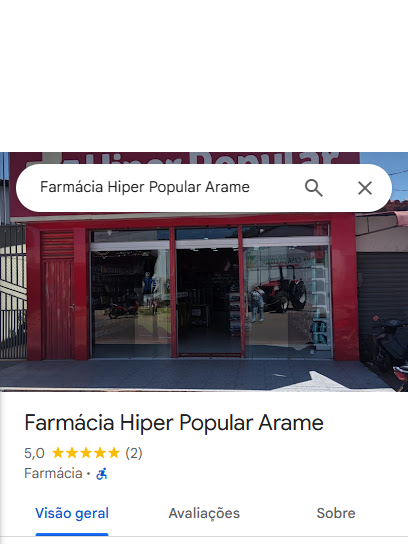 Hiper Popular
Farmácia Hiper Popular Arame
Farmácia Hiper Popular Arame
5,0 ★★★★★ (2)
Farmácia ·
Visão geral
Avaliações
Sobre